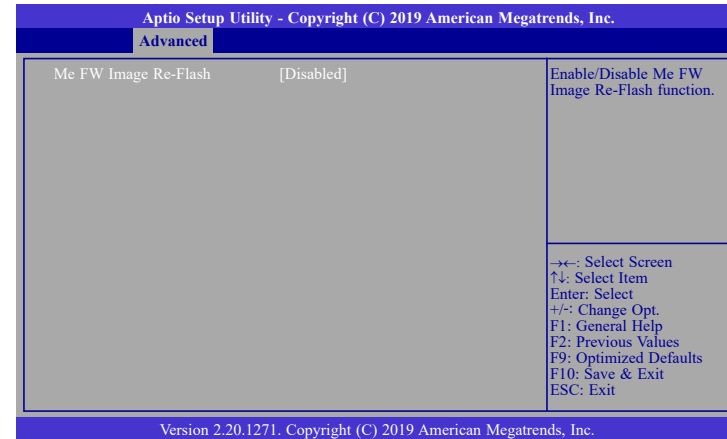 Aptio Setup Utility - Copyright (C) 2019 American Megatrends, Inc.
Advanced
Me FW Image Re-Flash [Disabled]
Enable/Disable Me FW
Image Re-Flash function.
→←: Select Screen
↑↓: Select Item
Enter: Select
+/-: Change Opt.
F1: General Help
F2: Previous Values
F9: Optimized Defaults
F10: Save & Exit
ESC: Exit
Version 2.20.1271. Copyright (C) 2019 American Megatrends, Inc.